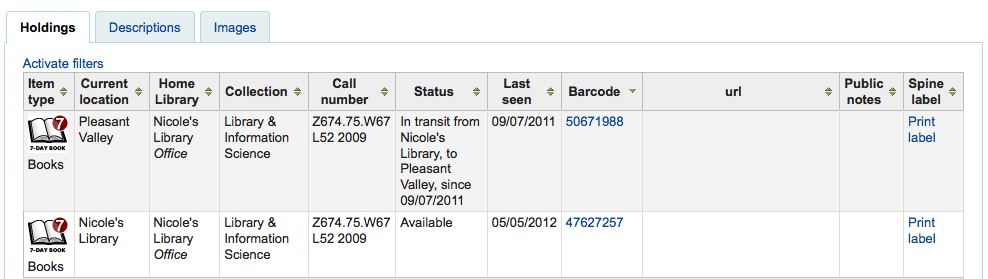 Holdings Descriptions Images
Activate filters
Item type Current location Home Library Collection Call number Status Last seen Barcode url Public notes Spine label
7
7-DAY BOOK
Books
Pleasant
Valley
Nicole's
Library
Office
Library &
Information
Science
Z674.75.W67
L52 2009
In transit from
Nicole's
Library, to
Pleasant
Valley, since
09/07/2011
09/07/2011
50671988
Print
label
7
7-DAY BOOK
Books
Nicole's
Library
Nicole's
Library
Office
Library &
Information
Science
Z674.75.W67
L52 2009
Available
05/05/2012
47627257
Print
label